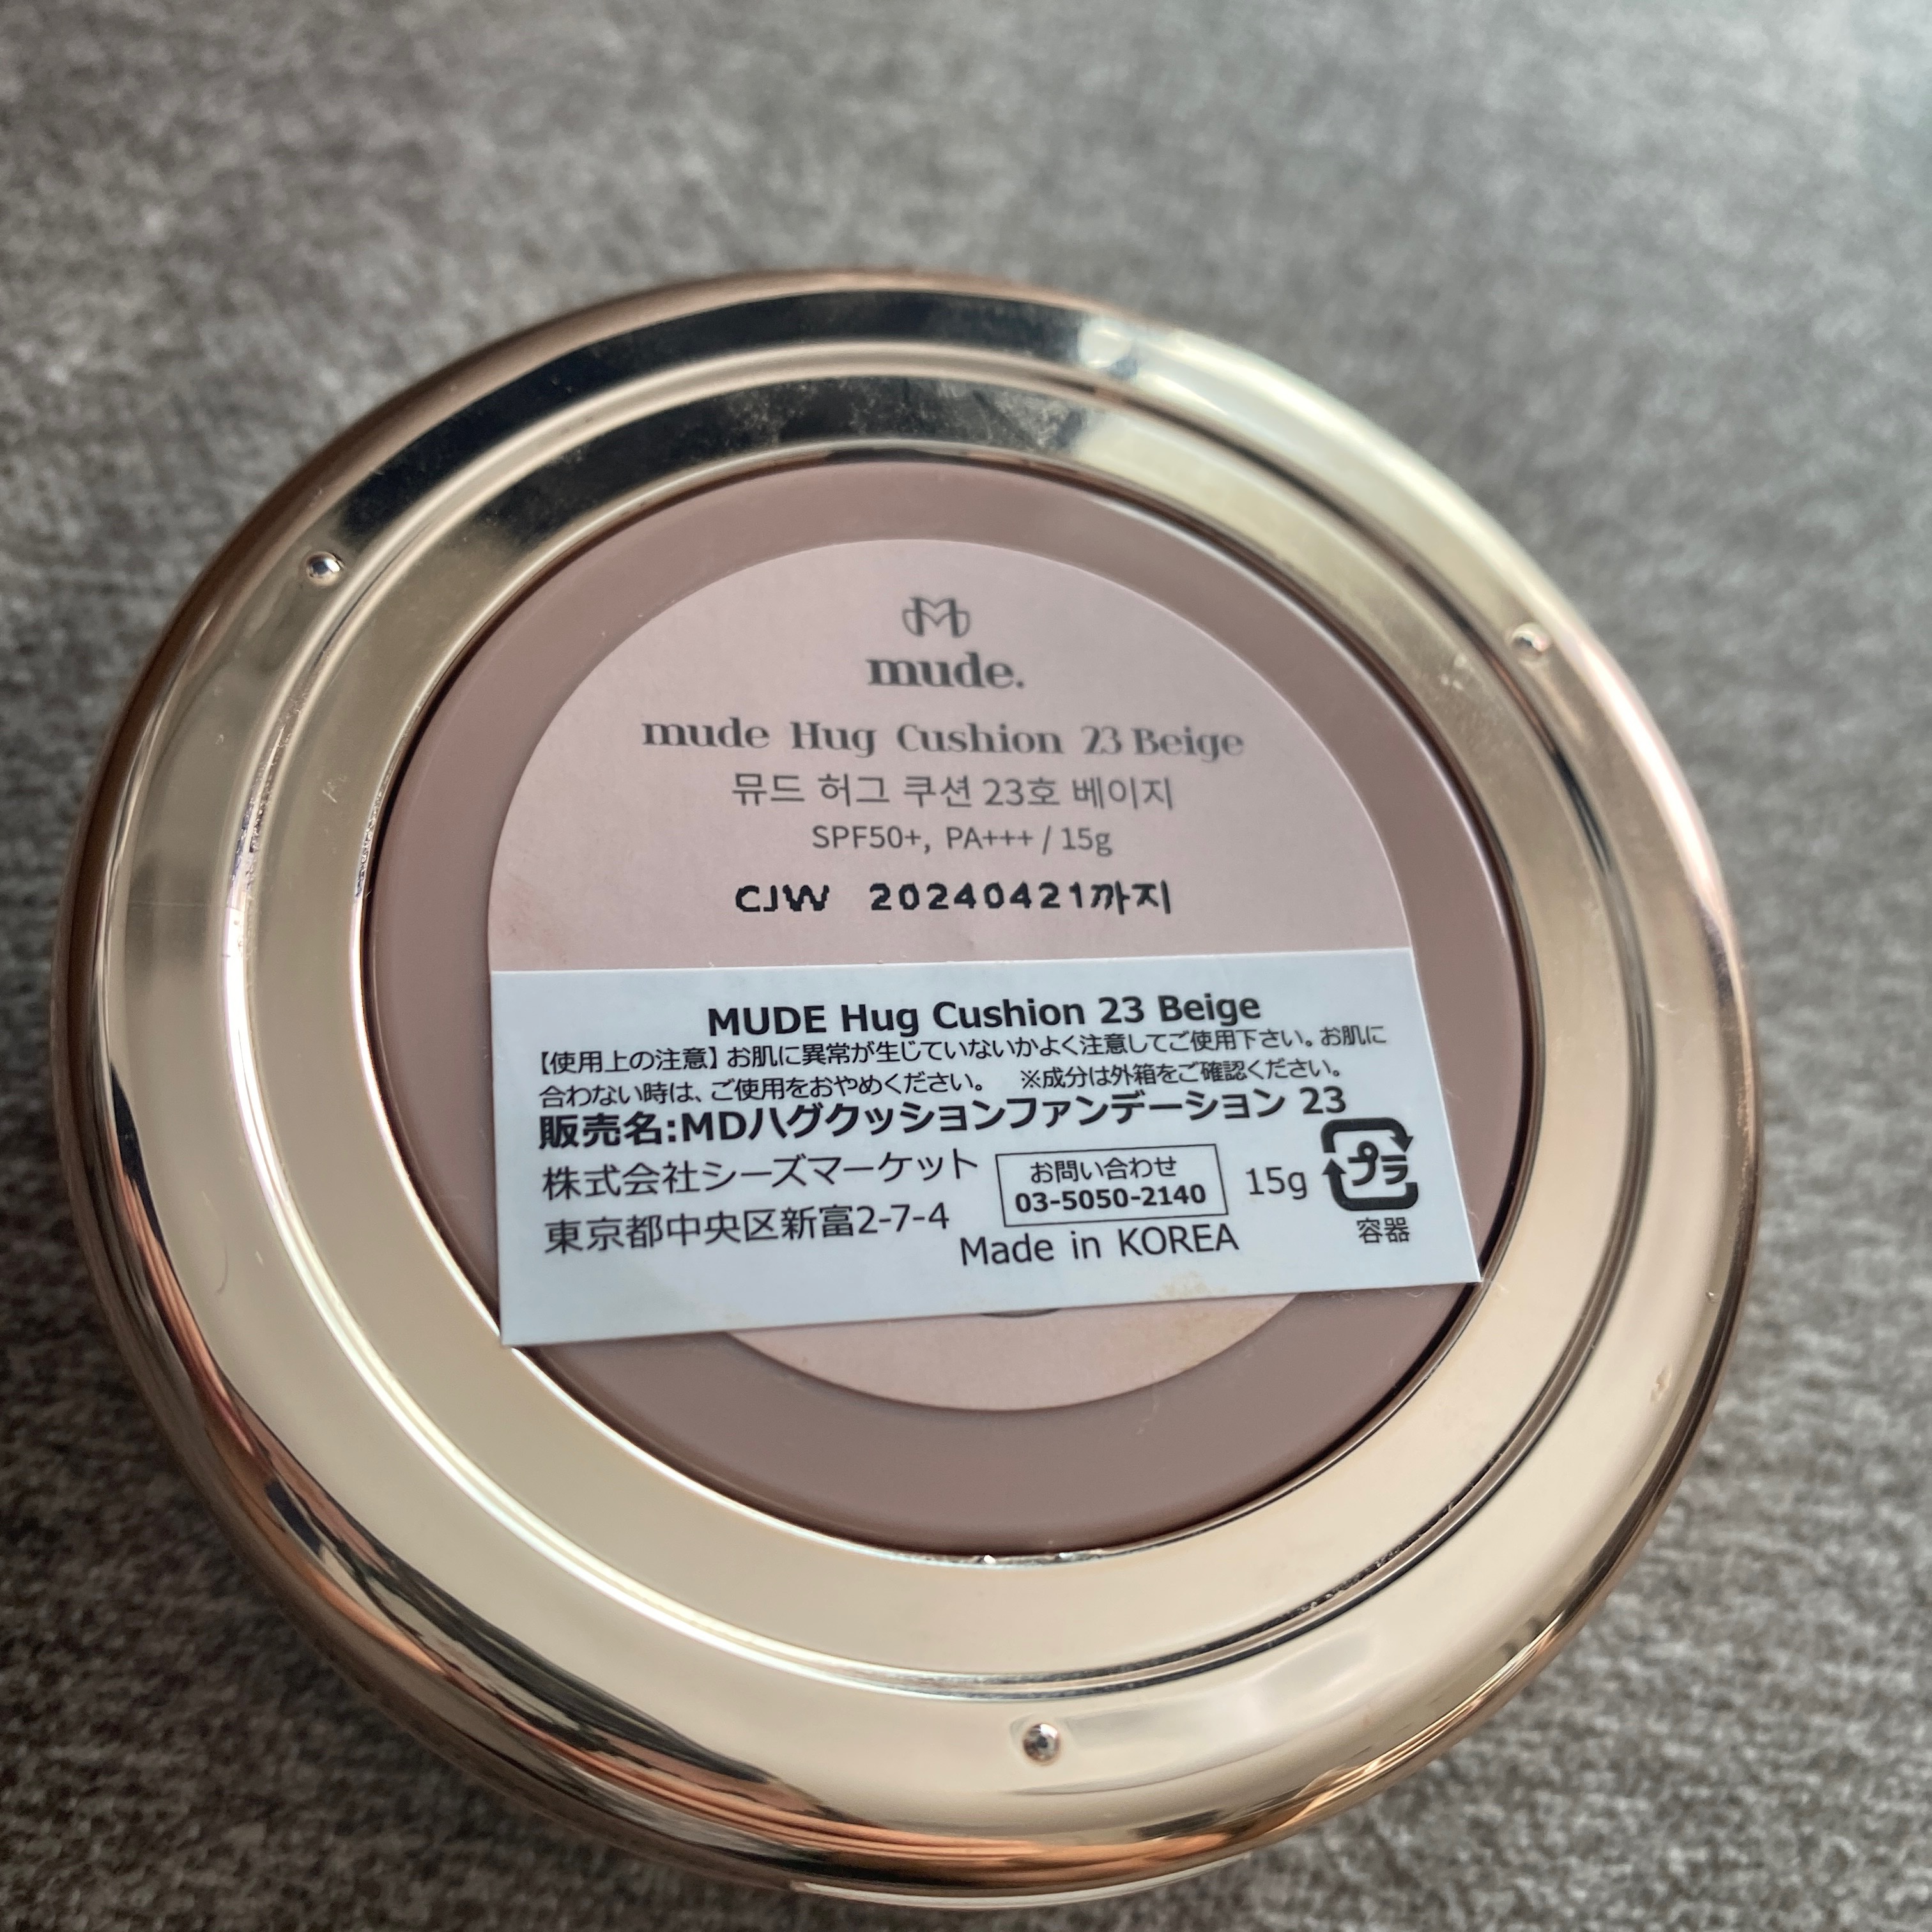 mude.
mude Hug Cushion 23 Beige
뮤드 허그 쿠션 23호 베이지
SPF50+, PA+++ / 15g
CJW 20240421까지
MUDE Hug Cushion 23 Beige
【使用上の注意】お肌に異常が生じていないかよく注意してご使用下さい。お肌に
合わない時は、ご使用をおやめください。 ※成分は外箱をご確認ください。
販売名:MDハグクッションファンデーション 23
株式会社シーズマーケット
東京都中央区新富2-7-4
お問い合わせ
03-5050-2140
Made in KOREA
15g
プラ
容器